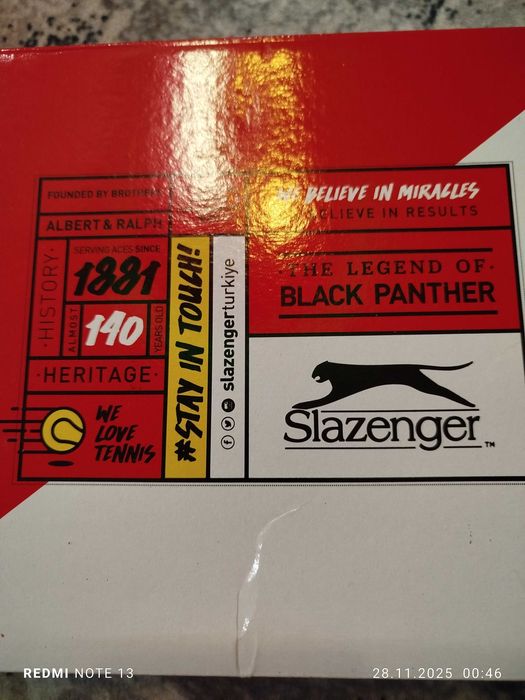 FOUNDED BY BROTHERS
ALBERT & RALPH
·HISTORY·
SERVING ACES SINCE
1881
ALMOST
140
YEARS OLD
·HERITAGE·
WE
LOVE
TENNIS
#STAY IN TOUCH!
slazengerturkiye
WE BELIEVE IN MIRACLES
BELIEVE IN RESULTS
·THE LEGEND OF·
BLACK PANTHER
Slazenger™
REDMI NOTE 13
28.11.2025 00:46